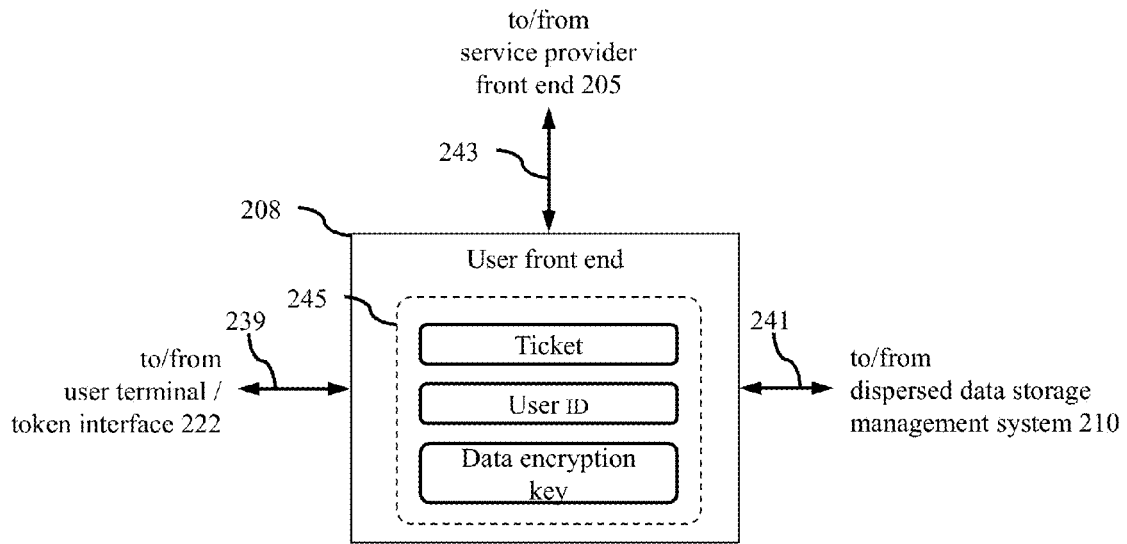 to/from
service provider
front end 205
243
208
User front end
245
Ticket
User ID
Data encryption
key
239
to/from
user terminal /
token interface 222
241
to/from
dispersed data storage
management system 210